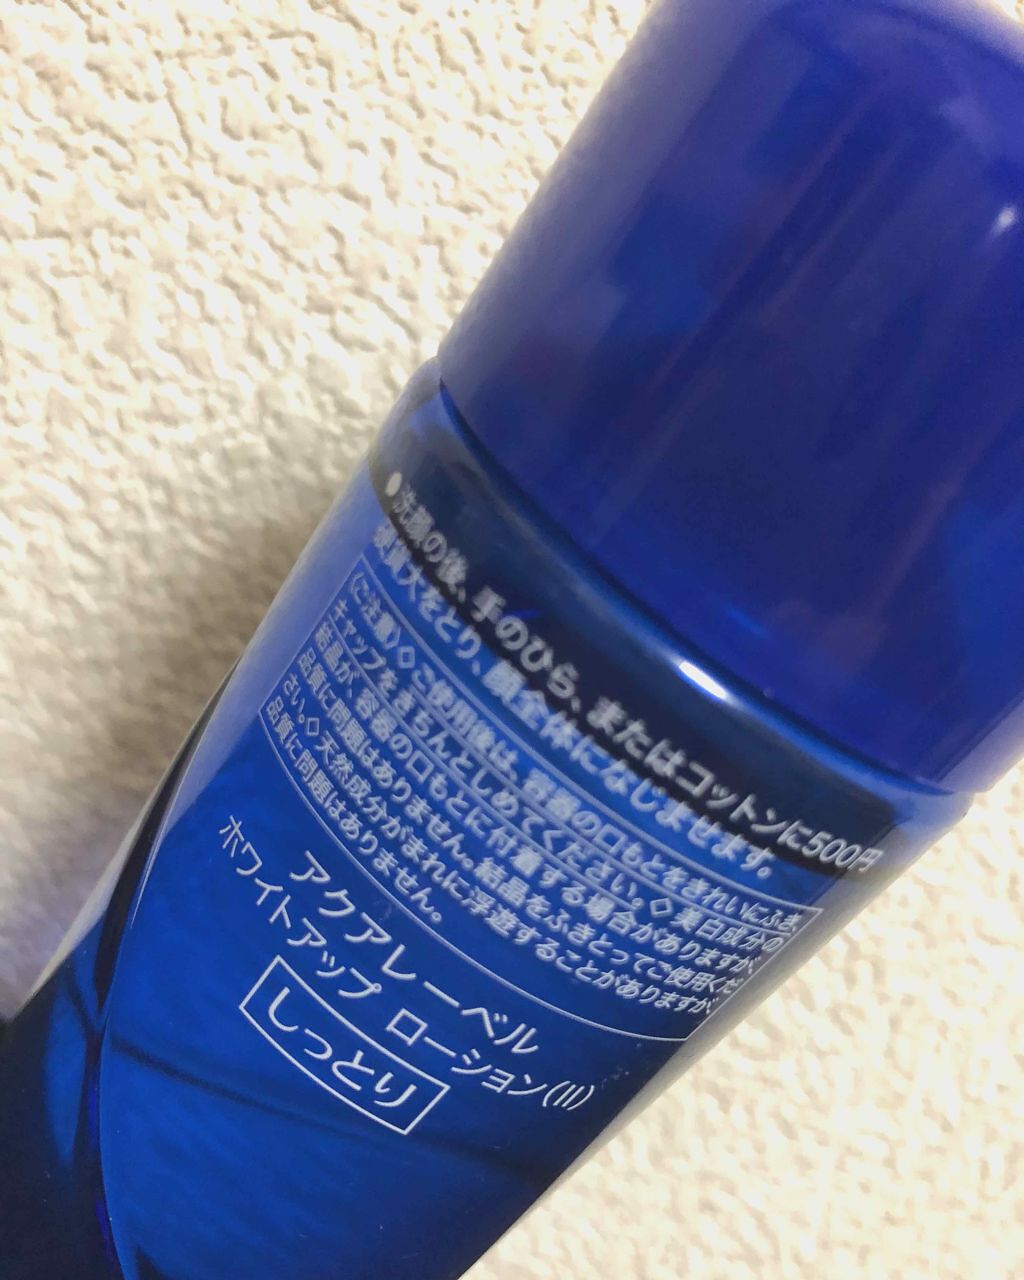 ●洗顔の後、手のひら、またはコットンに500円
硬貨大をとり、顔全体になじませます。
〈ご注意〉◇ご使用後は、容器の口もとをきれいにふき、
キャップをきちんとしめてください。◇美白成分の
結晶が、容器の口もとに付着する場合がありますが、
品質に問題はありません。結晶をふきとってご使用くだ
さい。◇天然成分がまれに浮遊することがありますが、
品質に問題はありません。
アクアレーベル
ホワイトアップ ローション(II)
しっとり